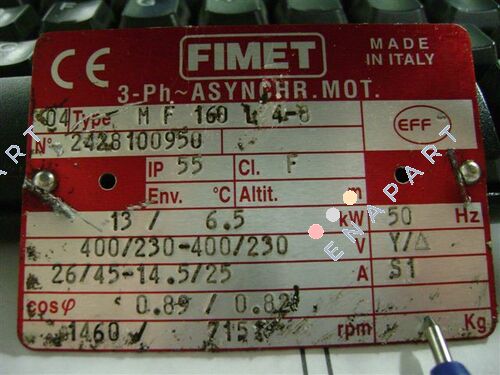 CE FIMET MADE IN ITALY
3-Ph~ASYNCHR.MOT.
04 Type M F 160 L 4-8
N° 2428100950 EFF
IP 55 Cl. F
Env. °C Altit. m
13 / 6.5 kW 50 Hz
400/230-400/230 V Y/△
26/45-14.5/25 A S1
cosφ 0.89 / 0.82
1460 / 715 rpm Kg
ENAPART